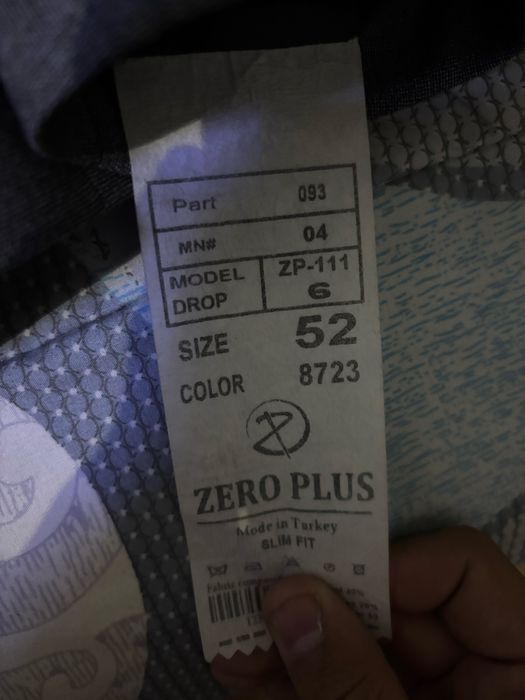 Part 093
MN# 04
MODEL ZP-111
DROP 6
SIZE 52
COLOR 8723
ZERO PLUS
Made in Turkey
SLIM FIT
Fabric